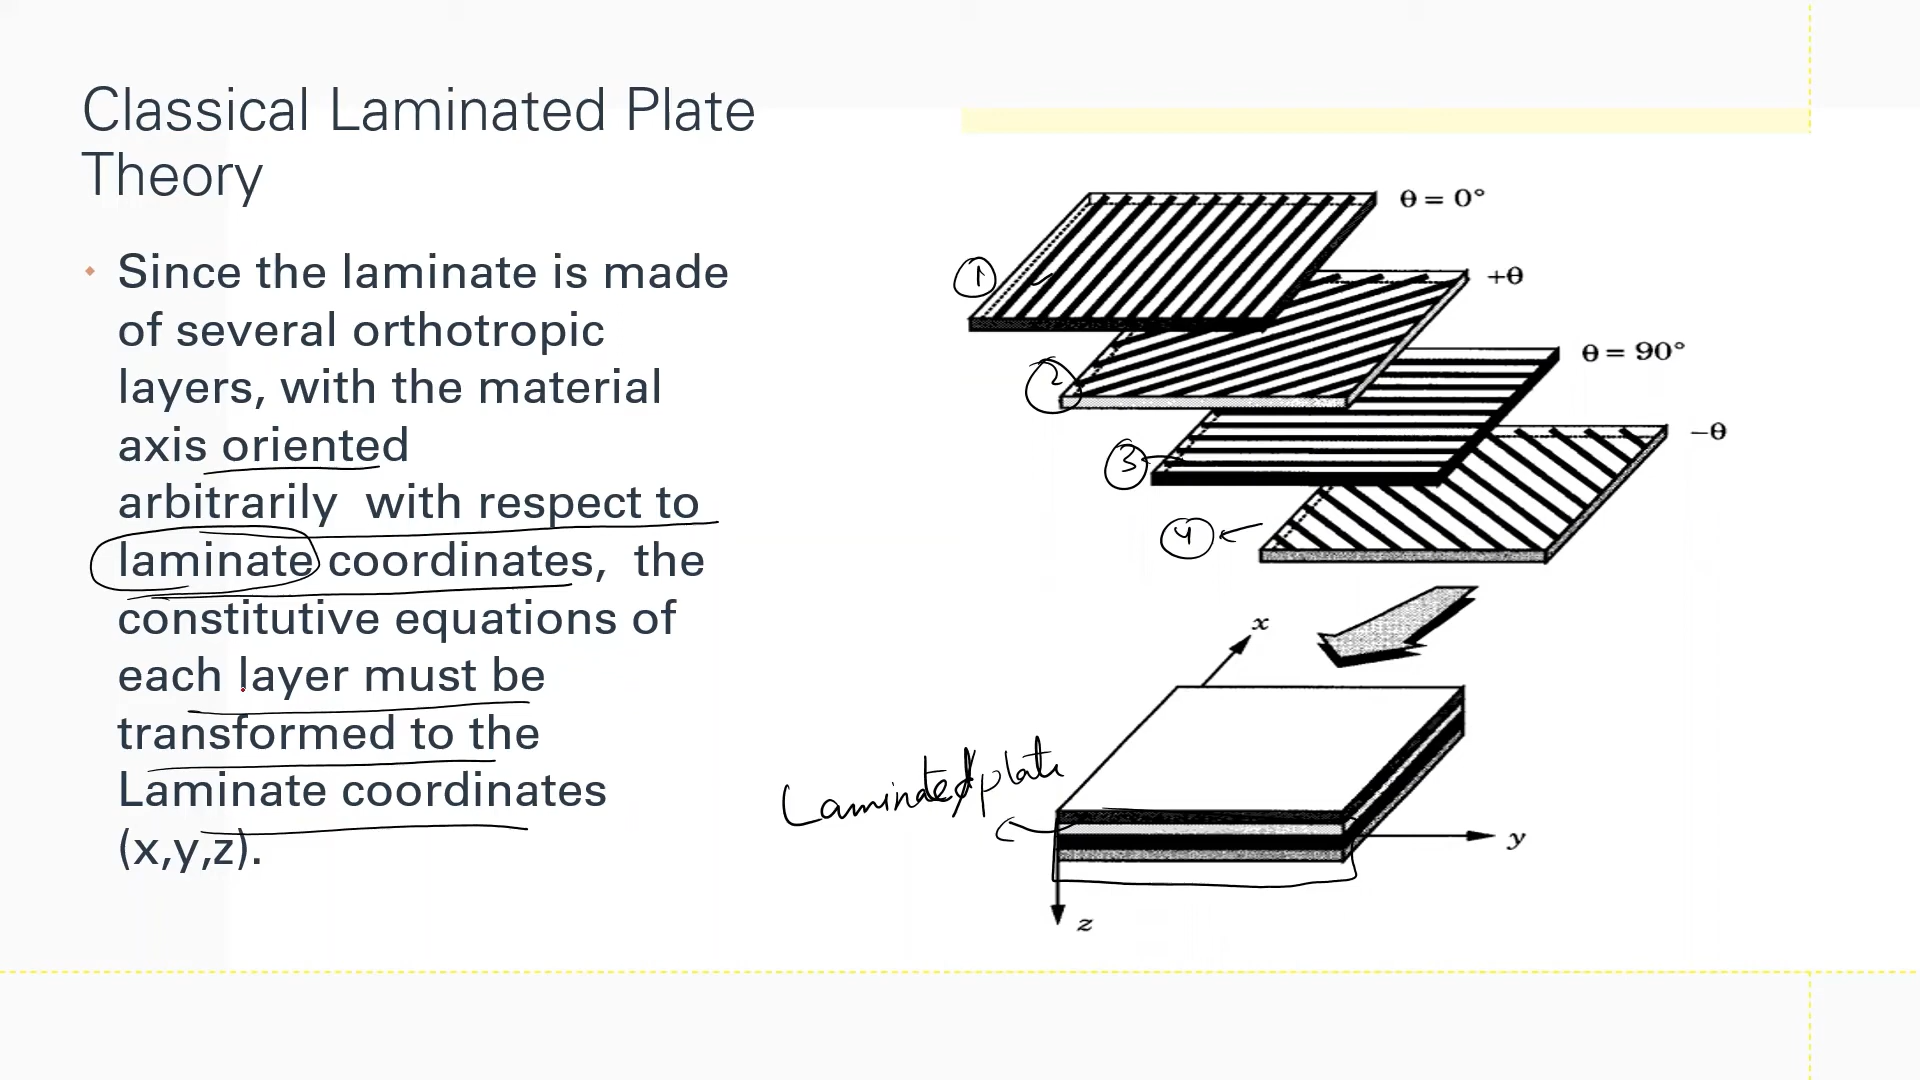 Classical Laminated Plate
Theory
Since the laminate is made
of several orthotropic
layers, with the material
axis oriented
arbitrarily with respect to
laminate coordinates, the
constitutive equations of
each layer must be
transformed to the
Laminate coordinates
(x,y,z).
θ = 0°
1
+θ
2
θ = 90°
3
−θ
4
x
Laminated/plate
y
z